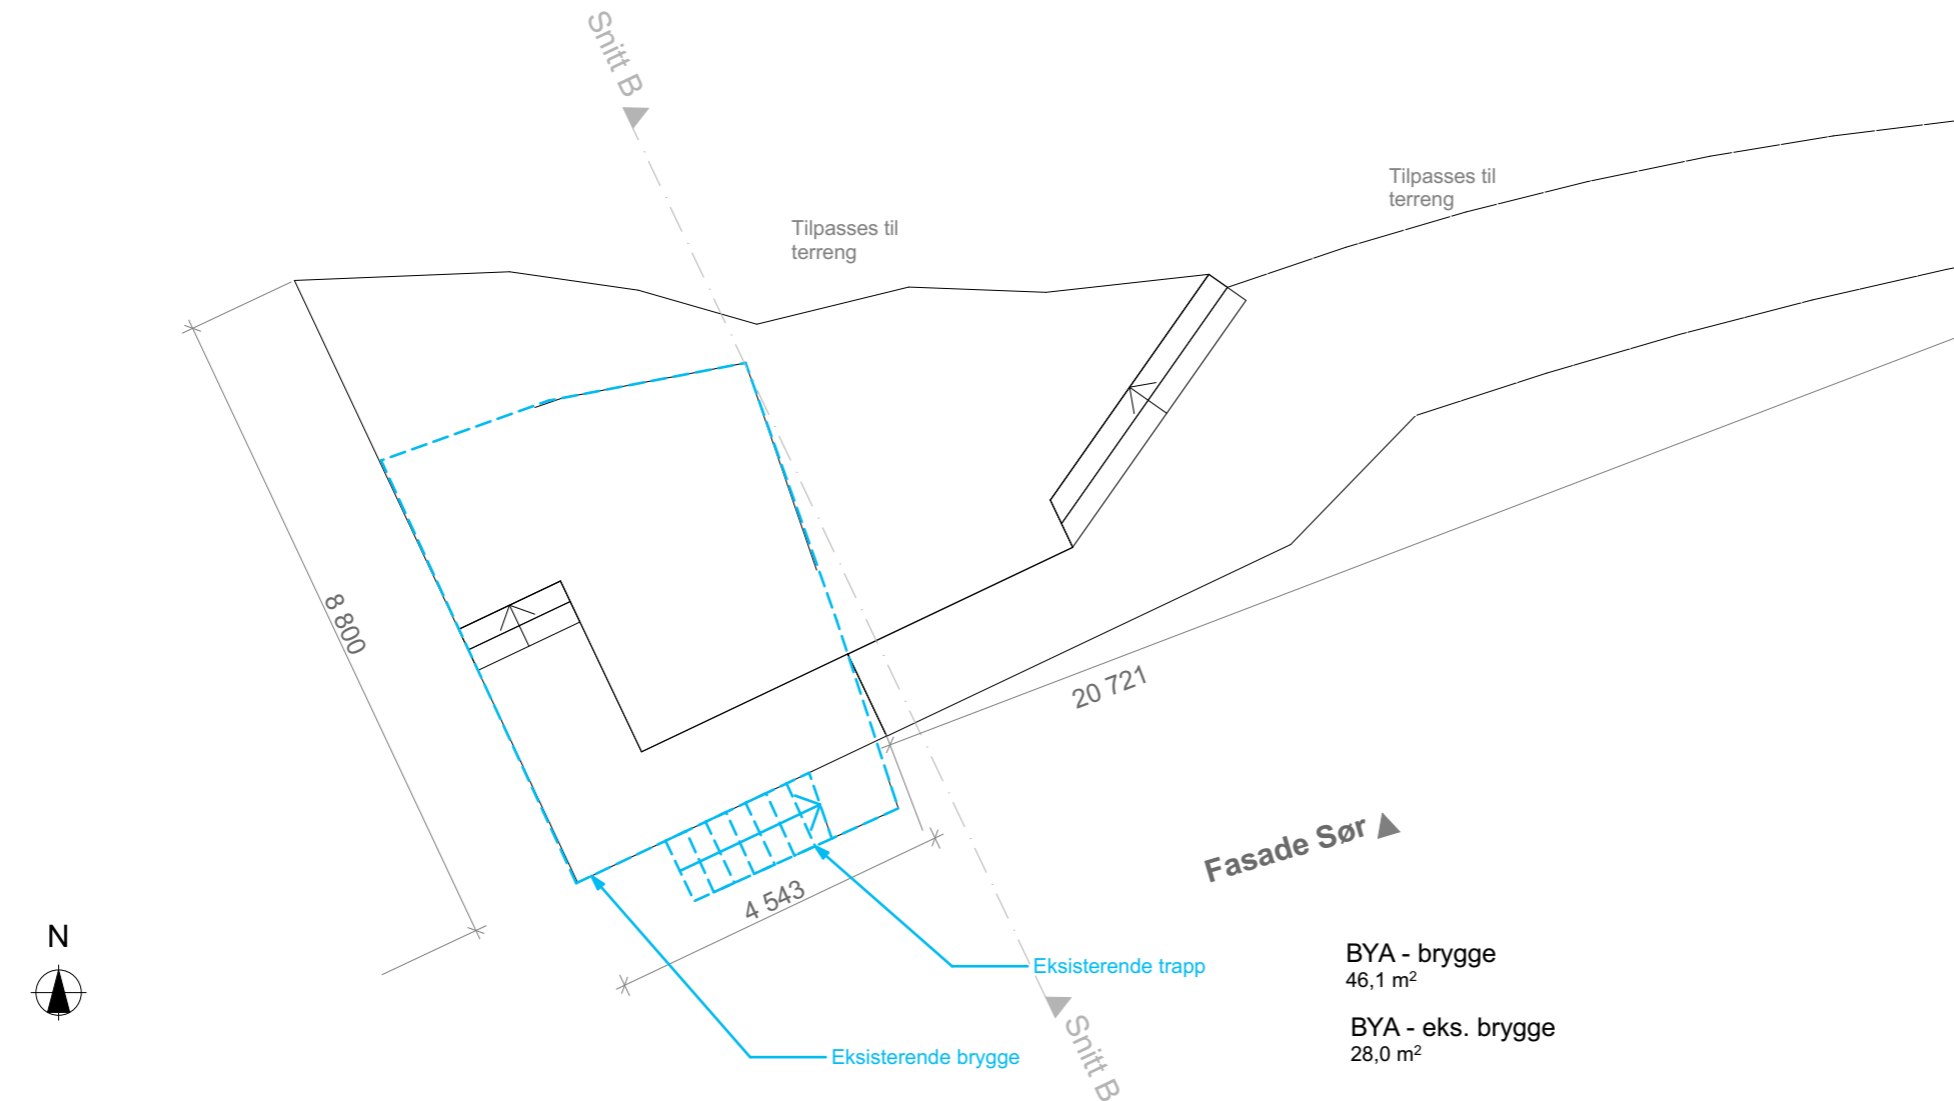 Snitt B
Tilpasses til
terreng
Tilpasses til
terreng
8 800
20 721
Fasade Sør
4 543
N
Eksisterende trapp
BYA - brygge
46,1 m²
Snitt B
BYA - eks. brygge
28,0 m²
Eksisterende brygge